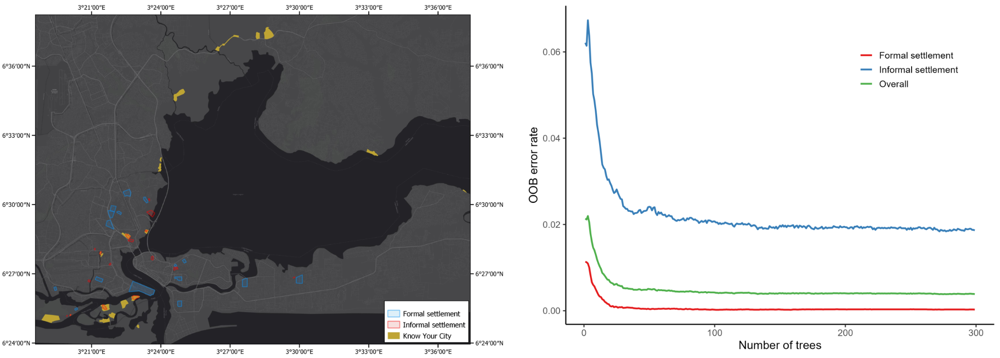 3°21'00"E 3°24'00"E 3°27'00"E 3°30'00"E 3°33'00"E 3°36'00"E
6°36'00"N 6°36'00"N
6°33'00"N 6°33'00"N
6°30'00"N 6°30'00"N
6°27'00"N 6°27'00"N
6°24'00"N 6°24'00"N
Formal settlement
Informal settlement
Know Your City
3°21'00"E 3°24'00"E 3°27'00"E 3°30'00"E 3°33'00"E 3°36'00"E
OOB error rate
0.06
0.04
0.02
0.00
Formal settlement
Informal settlement
Overall
0 100 200 300
Number of trees